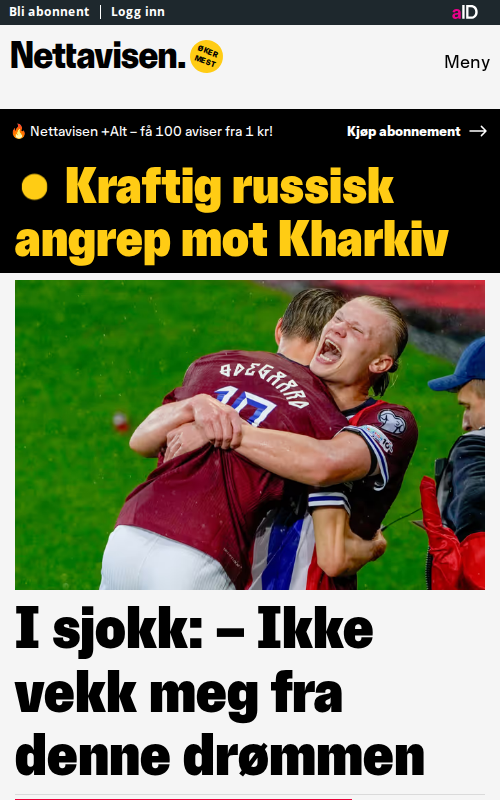 Bli abonnent | Logg inn
aID
Nettavisen.
ØKER
MEST
Meny
Nettavisen +Alt – få 100 aviser fra 1 kr!
Kjøp abonnement →
Kraftig russisk
angrep mot Kharkiv
ØDEGAARD
10
I sjokk: – Ikke
vekk meg fra
denne drømmen